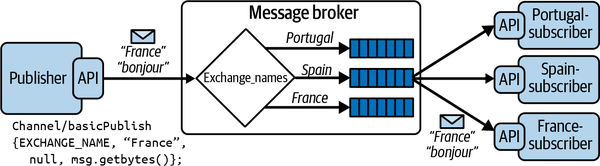 Message broker
Publisher
API
“France”
“bonjour”
Channel/basicPublish
{EXCHANGE_NAME, “France”,
null, msg.getbytes()};
Exchange_names
Portugal
Spain
France
“France”
“bonjour”
API
Portugal-
subscriber
API
Spain-
subscriber
API
France-
subscriber